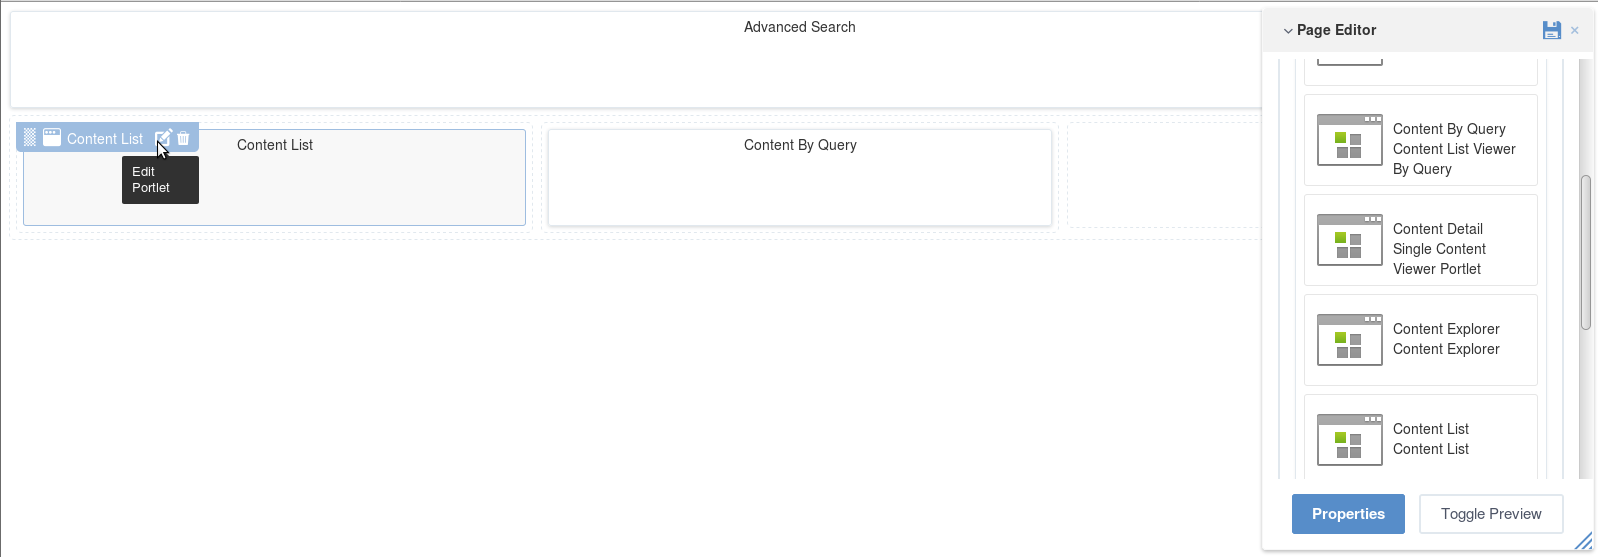 Advanced Search
Page Editor
Content List
Edit
Portlet
Content List
Content By Query
Content By Query
Content List Viewer
By Query
Content Detail
Single Content
Viewer Portlet
Content Explorer
Content Explorer
Content List
Content List
Properties
Toggle Preview